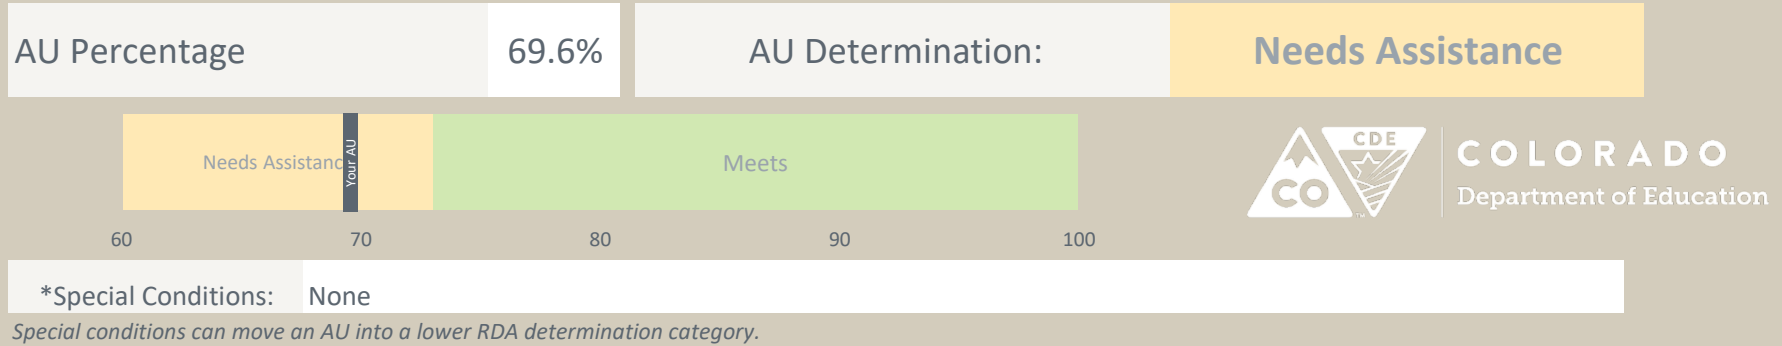 AU Percentage 69.6% AU Determination: Needs Assistance
Needs Assistanc Your AU Meets
60 70 80 90 100
CDE
CO
COLORADO
Department of Education
*Special Conditions: None
Special conditions can move an AU into a lower RDA determination category.